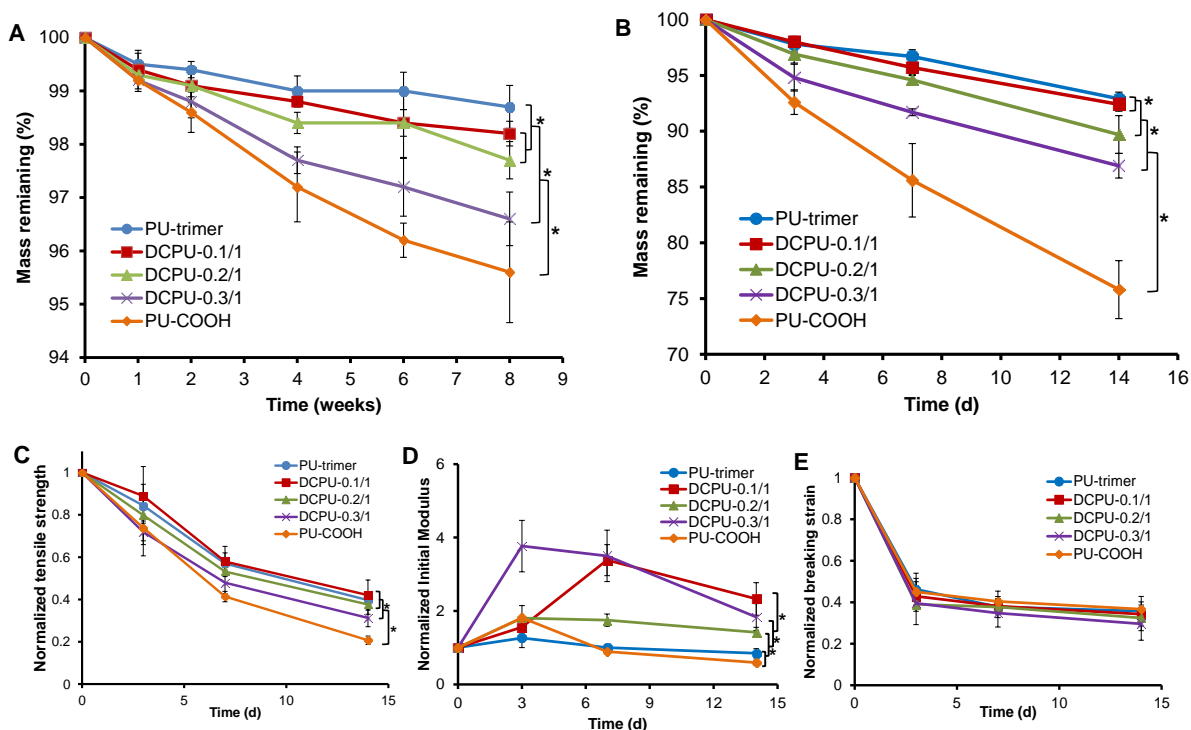 A
Mass remianing (%)
100
99
98
97
96
95
94
0 1 2 3 4 5 6 7 8 9
Time (weeks)
PU-trimer
DCPU-0.1/1
DCPU-0.2/1
DCPU-0.3/1
PU-COOH
*
*
*
B
Mass remaining (%)
100
95
90
85
80
75
70
0 2 4 6 8 10 12 14 16
Time (d)
PU-trimer
DCPU-0.1/1
DCPU-0.2/1
DCPU-0.3/1
PU-COOH
*
*
*
C
Normalized tensile strength
1
0.8
0.6
0.4
0.2
0
0 5 10 15
Time (d)
PU-trimer
DCPU-0.1/1
DCPU-0.2/1
DCPU-0.3/1
PU-COOH
*
*
*
D
Normalized Initial Modulus
6
4
2
0
0 3 6 9 12 15
Time (d)
PU-trimer
DCPU-0.1/1
DCPU-0.2/1
DCPU-0.3/1
PU-COOH
*
*
*
*
E
Normalized breaking strain
1
0.8
0.6
0.4
0.2
0
0 5 10 15
Time (d)
PU-trimer
DCPU-0.1/1
DCPU-0.2/1
DCPU-0.3/1
PU-COOH